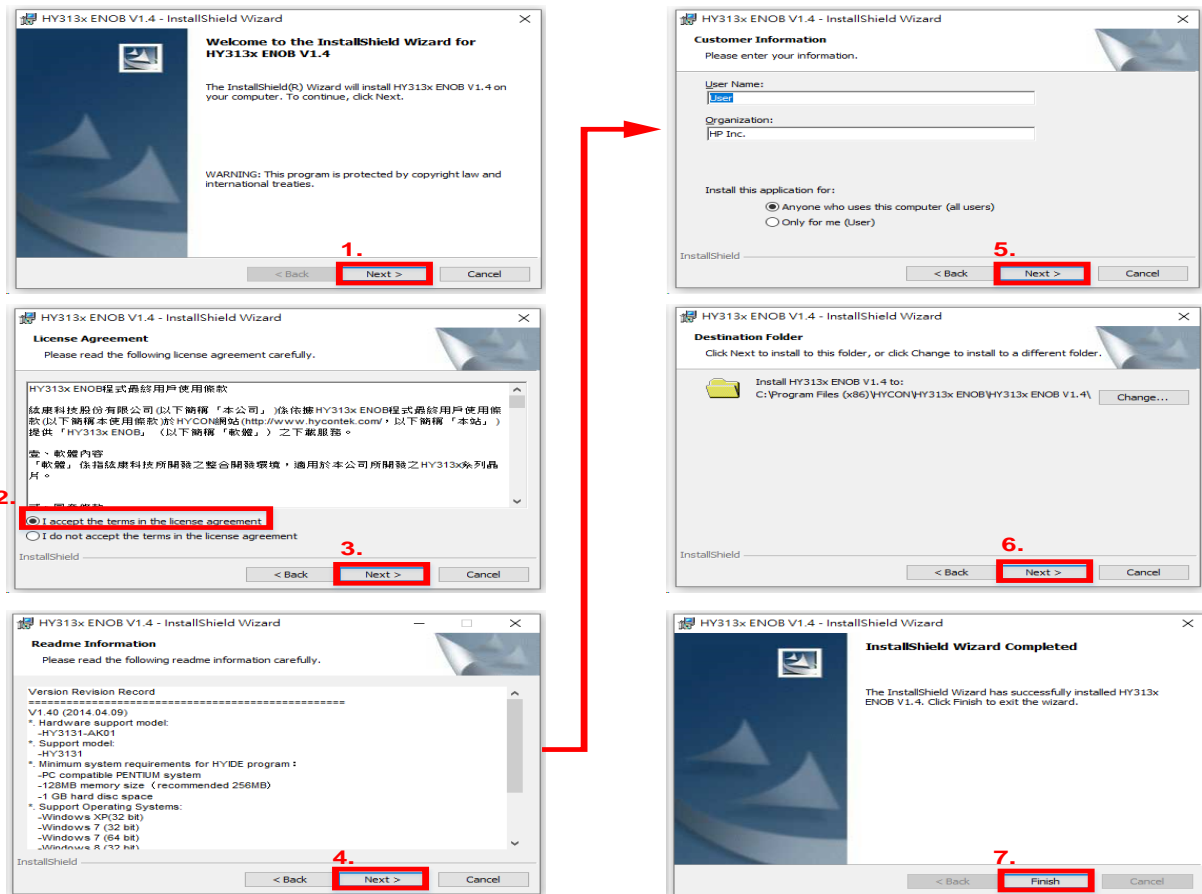 HY313x ENOB V1.4 - InstallShield Wizard
Welcome to the InstallShield Wizard for
HY313x ENOB V1.4
The InstallShield(R) Wizard will install HY313x ENOB V1.4 on
your computer. To continue, click Next.
WARNING: This program is protected by copyright law and
international treaties.
1.
< Back
Next >
Cancel
HY313x ENOB V1.4 - InstallShield Wizard
License Agreement
Please read the following license agreement carefully.
HY313x ENOB程式最終用戶使用條款
紘康科技股份有限公司(以下簡稱「本公司」)係依據HY313x ENOB程式最終用戶使用條
款(以下簡稱本使用條款)於HYCON網站(http://www.hycontek.com/，以下簡稱「本站」)
提供「HY313x ENOB」（以下簡稱「軟體」）之下載服務。
壹、軟體內容
「軟體」係指紘康科技所開發之整合開發環境，適用於本公司所開發之HY313x系列晶
片。
2.
I accept the terms in the license agreement
I do not accept the terms in the license agreement
InstallShield
3.
< Back
Next >
Cancel
HY313x ENOB V1.4 - InstallShield Wizard
Readme Information
Please read the following readme information carefully.
Version Revision Record
==================================================
V1.40 (2014.04.09)
*. Hardware support model:
-HY3131-AK01
*. Support model:
-HY3131
*. Minimum system requirements for HYIDE program：
-PC compatible PENTIUM system
-128MB memory size（recommended 256MB)
-1 GB hard disc space
*. Support Operating Systems:
-Windows XP(32 bit)
-Windows 7 (32 bit)
-Windows 7 (64 bit)
-Windows 8 (32 bit)
InstallShield
4.
< Back
Next >
Cancel
HY313x ENOB V1.4 - InstallShield Wizard
Customer Information
Please enter your information.
User Name:
User
Organization:
HP Inc.
Install this application for:
Anyone who uses this computer (all users)
Only for me (User)
InstallShield
5.
< Back
Next >
Cancel
HY313x ENOB V1.4 - InstallShield Wizard
Destination Folder
Click Next to install to this folder, or click Change to install to a different folder.
Install HY313x ENOB V1.4 to:
C:\Program Files (x86)\HYCON\HY313x ENOB\HY313x ENOB V1.4\
Change...
InstallShield
6.
< Back
Next >
Cancel
HY313x ENOB V1.4 - InstallShield Wizard
InstallShield Wizard Completed
The InstallShield Wizard has successfully installed HY313x
ENOB V1.4. Click Finish to exit the wizard.
7.
< Back
Finish
Cancel